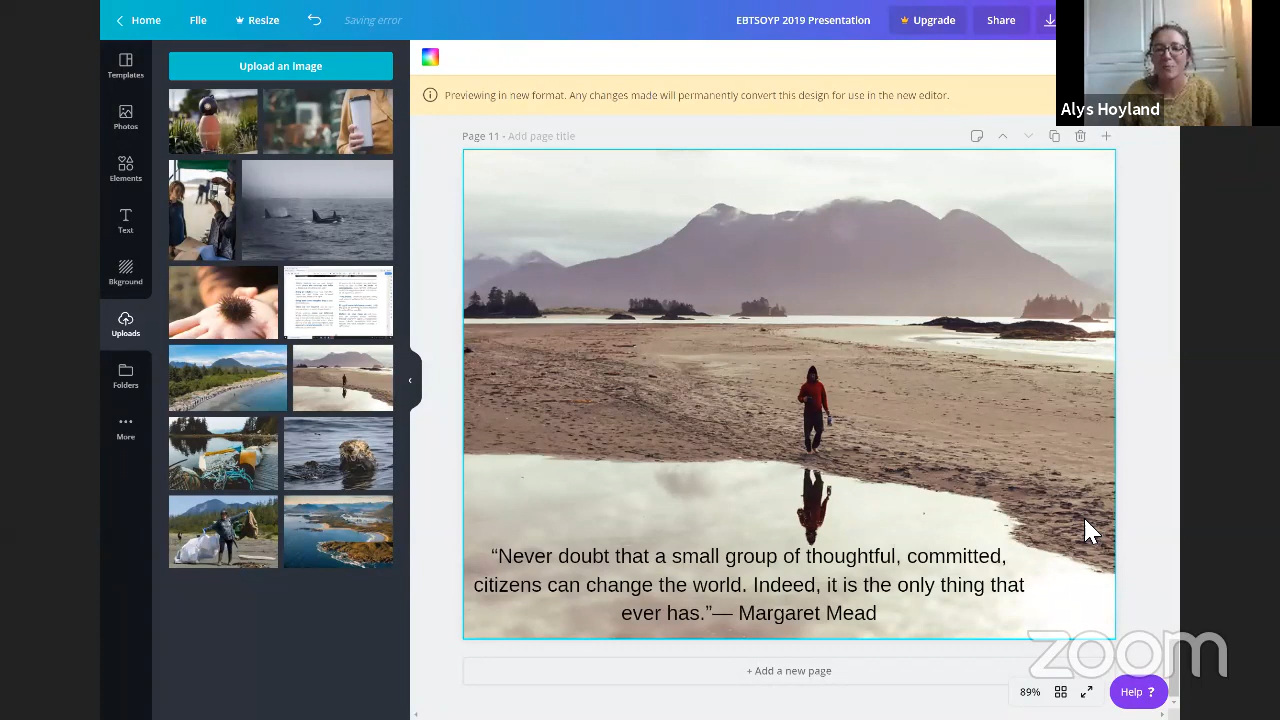 Home
File
Resize
Saving error
EBTSOYP 2019 Presentation
Upgrade
Share
Templates
Photos
Elements
Text
Bkground
Uploads
Folders
More
Upload an image
Previewing in new format. Any changes made will permanently convert this design for use in the new editor.
Alys Hoyland
Page 11 - Add page title
“Never doubt that a small group of thoughtful, committed,
citizens can change the world. Indeed, it is the only thing that
ever has.”— Margaret Mead
+ Add a new page
zoom
89%
Help ?